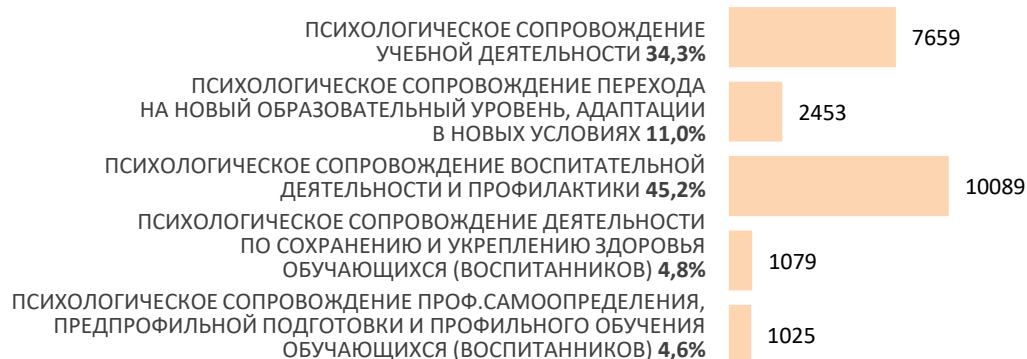 ПСИХОЛОГИЧЕСКОЕ СОПРОВОЖДЕНИЕ
УЧЕБНОЙ ДЕЯТЕЛЬНОСТИ 34,3%
7659
ПСИХОЛОГИЧЕСКОЕ СОПРОВОЖДЕНИЕ ПЕРЕХОДА
НА НОВЫЙ ОБРАЗОВАТЕЛЬНЫЙ УРОВЕНЬ, АДАПТАЦИИ
В НОВЫХ УСЛОВИЯХ 11,0%
2453
ПСИХОЛОГИЧЕСКОЕ СОПРОВОЖДЕНИЕ ВОСПИТАТЕЛЬНОЙ
ДЕЯТЕЛЬНОСТИ И ПРОФИЛАКТИКИ 45,2%
10089
ПСИХОЛОГИЧЕСКОЕ СОПРОВОЖДЕНИЕ ДЕЯТЕЛЬНОСТИ
ПО СОХРАНЕНИЮ И УКРЕПЛЕНИЮ ЗДОРОВЬЯ
ОБУЧАЮЩИХСЯ (ВОСПИТАННИКОВ) 4,8%
1079
ПСИХОЛОГИЧЕСКОЕ СОПРОВОЖДЕНИЕ ПРОФ.САМООПРЕДЕЛЕНИЯ,
ПРЕДПРОФИЛЬНОЙ ПОДГОТОВКИ И ПРОФИЛЬНОГО ОБУЧЕНИЯ
ОБУЧАЮЩИХСЯ (ВОСПИТАННИКОВ) 4,6%
1025